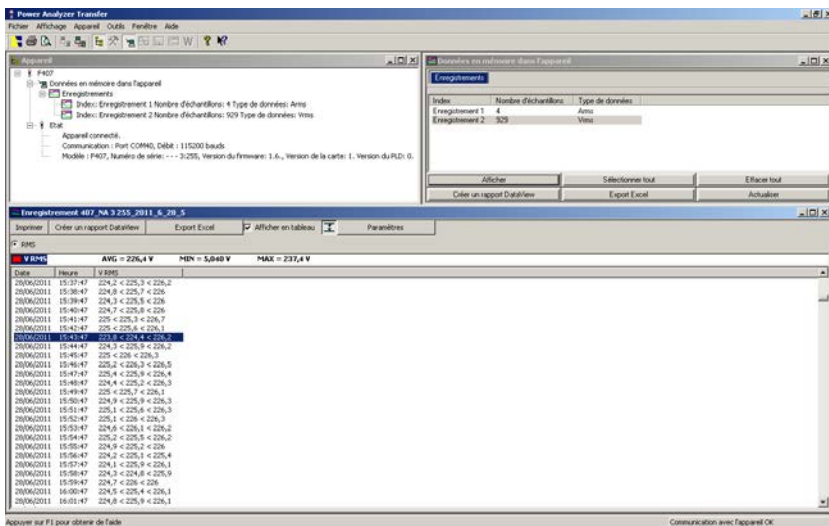 Power Analyzer Transfer
Fichier Affichage Appareil Outils Fenêtre Aide
Appareil
F407
Données en mémoire dans l'appareil
Enregistrements
Index: Enregistrement 1 Nombre d'échantillons: 4 Type de données: Arms
Index: Enregistrement 2 Nombre d'échantillons: 929 Type de données: Vrms
Etat
Appareil connecté.
Communication : Port COM40, Débit : 115200 bauds
Modèle : F407, Numéro de série: - - - 3:255, Version du firmware: 1.6., Version de la carte: 1. Version du PLD: 0.
Données en mémoire dans l'appareil
Enregistrements
Index Nombre d'échantillons Type de données
Enregistrement 1 4 Arms
Enregistrement 2 929 Vrms
Afficher Sélectionner tout Effacer tout
Créer un rapport DataView Export Excel Actualiser
Enregistrement 407_NA 3 255_2011_6_20_5
Imprimer Créer un rapport DataView Export Excel Afficher en tableau Paramètres
RMS
V RMS AVG = 226,4 V MIN = 5,040 V MAX = 237,4 V
Date Heure V RMS
28/06/2011 15:37:47 224,2 < 225,3 < 226,2
28/06/2011 15:38:47 224,8 < 225,7 < 226
28/06/2011 15:39:47 224,3 < 225,5 < 226
28/06/2011 15:40:47 224,7 < 225,8 < 226
28/06/2011 15:41:47 225 < 225,3 < 226,7
28/06/2011 15:42:47 225 < 225,6 < 226,1
28/06/2011 15:43:47 223,8 < 224,4 < 226,2
28/06/2011 15:44:47 224,3 < 225,9 < 226,2
28/06/2011 15:45:47 225 < 226 < 226,3
28/06/2011 15:46:47 225,2 < 226,3 < 226,5
28/06/2011 15:47:47 225,4 < 225,9 < 226,4
28/06/2011 15:48:47 224,4 < 225,2 < 226,3
28/06/2011 15:49:47 225 < 225,7 < 226,1
28/06/2011 15:50:47 224,9 < 225,9 < 226,3
28/06/2011 15:51:47 225,1 < 225,6 < 226,3
28/06/2011 15:52:47 225,1 < 226 < 226,3
28/06/2011 15:53:47 224,6 < 226,1 < 226,2
28/06/2011 15:54:47 225,2 < 225,5 < 226,2
28/06/2011 15:55:47 224,9 < 225,2 < 226
28/06/2011 15:56:47 224,2 < 225,1 < 225,4
28/06/2011 15:57:47 224,1 < 225,9 < 226,1
28/06/2011 15:58:47 224,3 < 224,8 < 225,9
28/06/2011 15:59:47 224,7 < 226 < 226
28/06/2011 16:00:47 224,5 < 225,4 < 226,1
28/06/2011 16:01:47 224,8 < 225,9 < 226,1
Appuyer sur F1 pour obtenir de l'aide Communication avec l'appareil OK